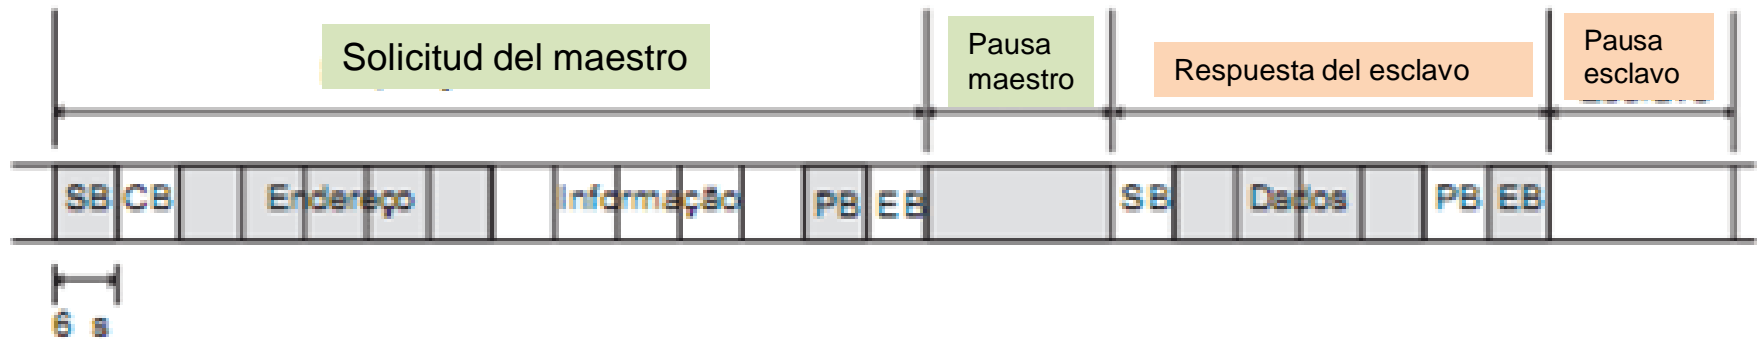 Solicitud del maestro
Pausa
maestro
Respuesta del esclavo
Pausa
esclavo
SB CB Endereço Informação PB EB SB Dados PB EB
6 s